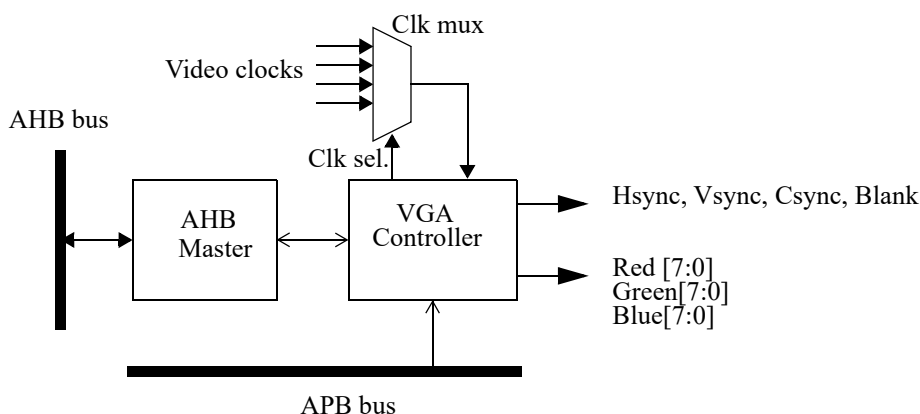 Clk mux
Video clocks
AHB bus
Clk sel.
AHB
Master
VGA
Controller
Hsync, Vsync, Csync, Blank
Red [7:0]
Green[7:0]
Blue[7:0]
APB bus